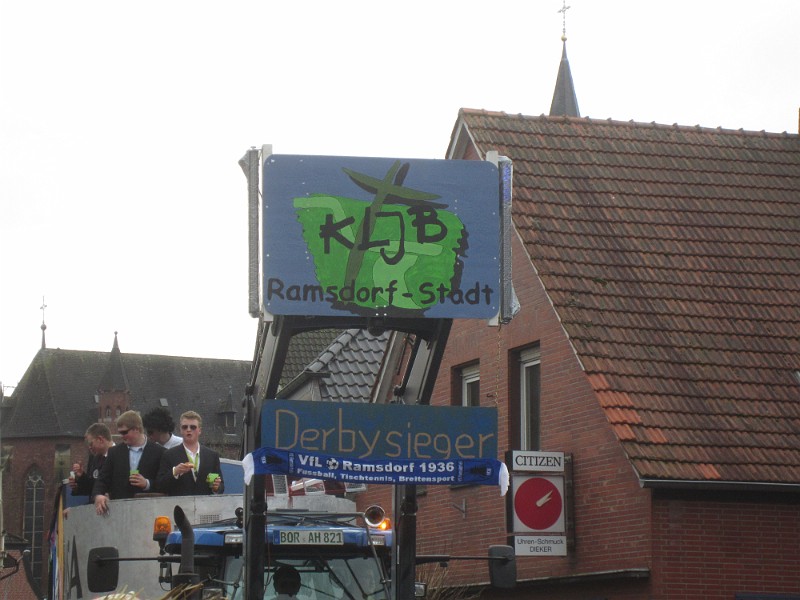 KLJB
Ramsdorf-Stadt
Derbysieger
VfL Ramsdorf 1936
Fussball, Tischtennis, Breitensport
BOR AH 821
CITIZEN
Uhren-Schmuck
DIEKER